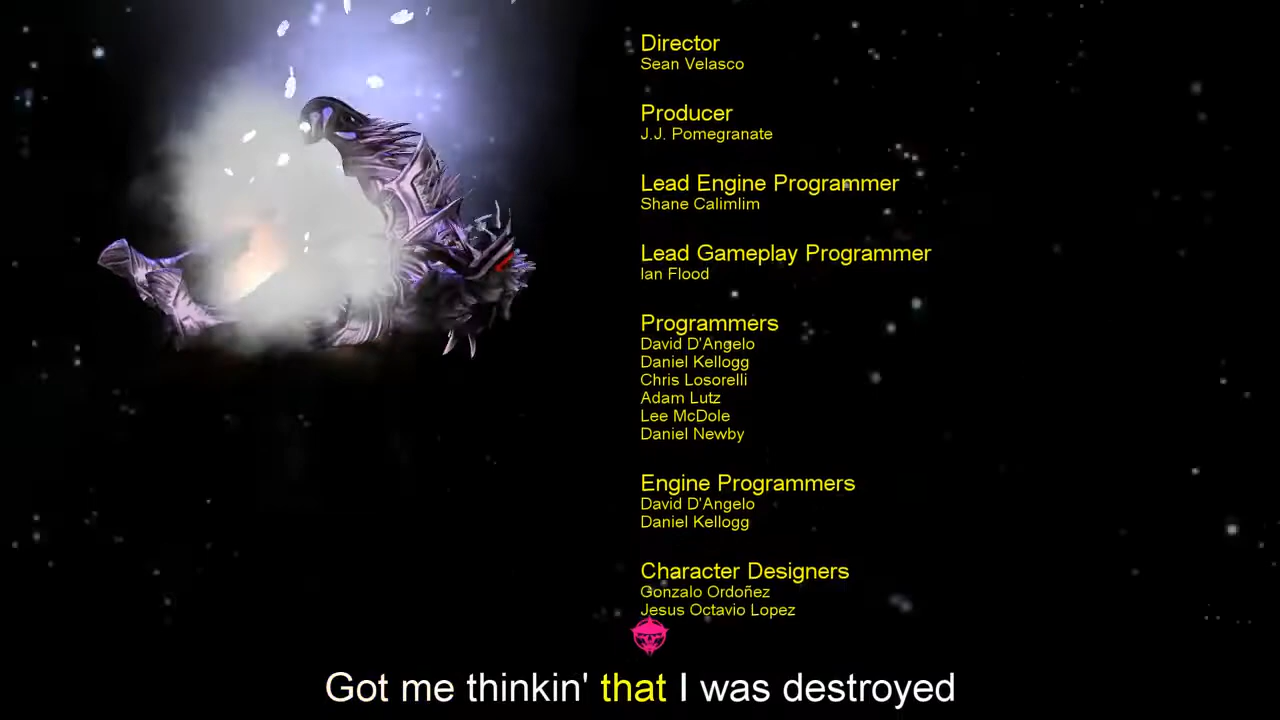 Director
Sean Velasco
Producer
J.J. Pomegranate
Lead Engine Programmer
Shane Calimlim
Lead Gameplay Programmer
Ian Flood
Programmers
David D'Angelo
Daniel Kellogg
Chris Losorelli
Adam Lutz
Lee McDole
Daniel Newby
Engine Programmers
David D'Angelo
Daniel Kellogg
Character Designers
Gonzalo Ordoñez
Jesus Octavio Lopez
Got me thinkin' that I was destroyed